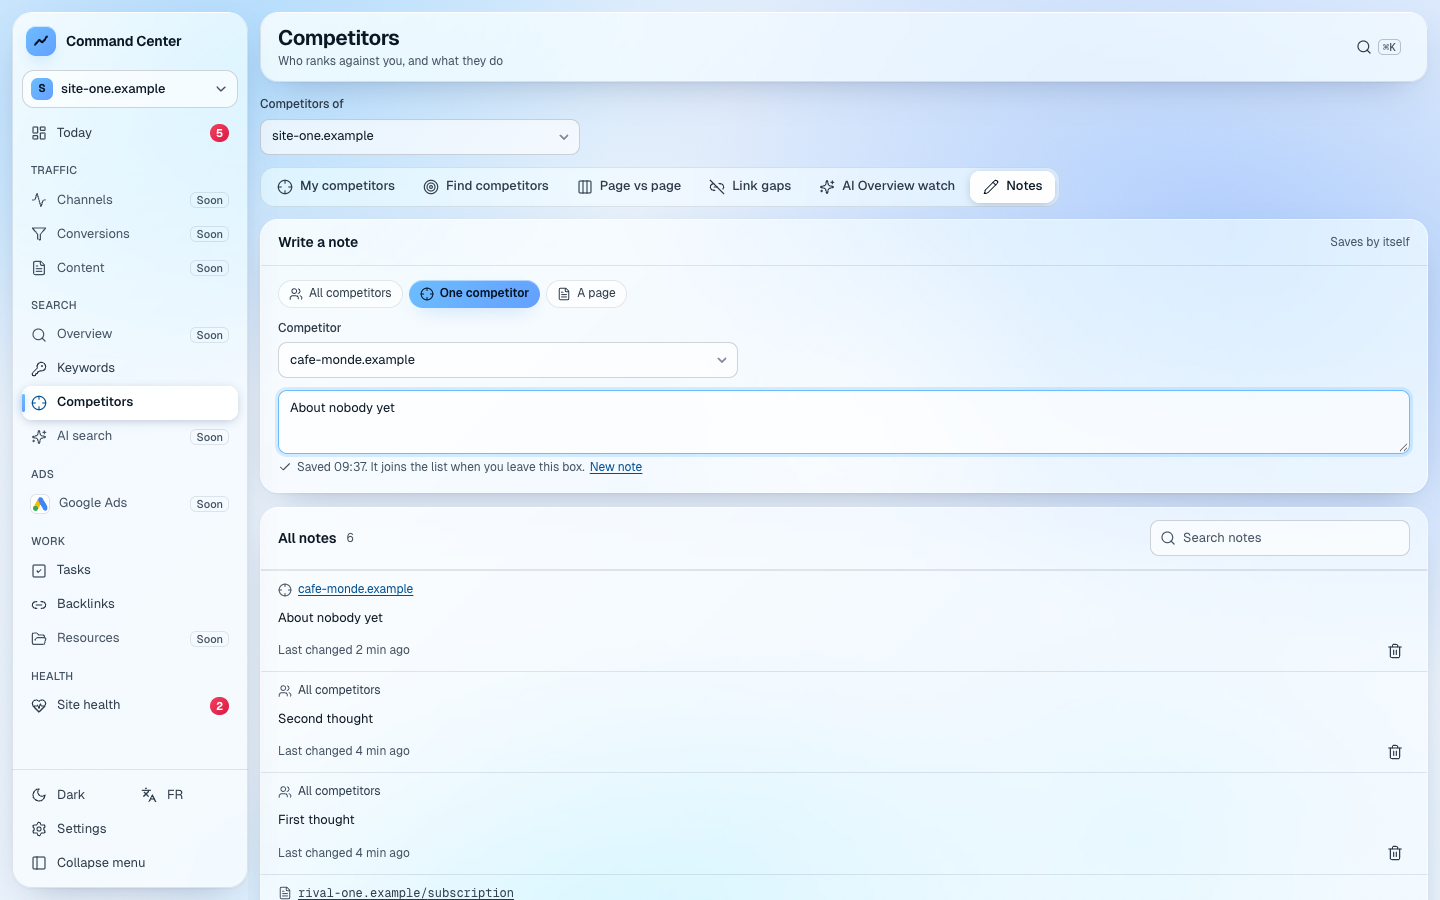 Command Center
S site-one.example
Today 5
TRAFFIC
Channels Soon
Conversions Soon
Content Soon
SEARCH
Overview Soon
Keywords
Competitors
AI search Soon
ADS
Google Ads Soon
WORK
Tasks
Backlinks
Resources Soon
HEALTH
Site health 2
Dark FR
Settings
Collapse menu
Competitors
Who ranks against you, and what they do
⌘K
Competitors of
site-one.example
My competitors Find competitors Page vs page Link gaps AI Overview watch Notes
Write a note Saves by itself
All competitors One competitor A page
Competitor
cafe-monde.example
About nobody yet
Saved 09:37. It joins the list when you leave this box. New note
All notes 6 Search notes
cafe-monde.example
About nobody yet
Last changed 2 min ago
All competitors
Second thought
Last changed 4 min ago
All competitors
First thought
Last changed 4 min ago
rival-one.example/subscription